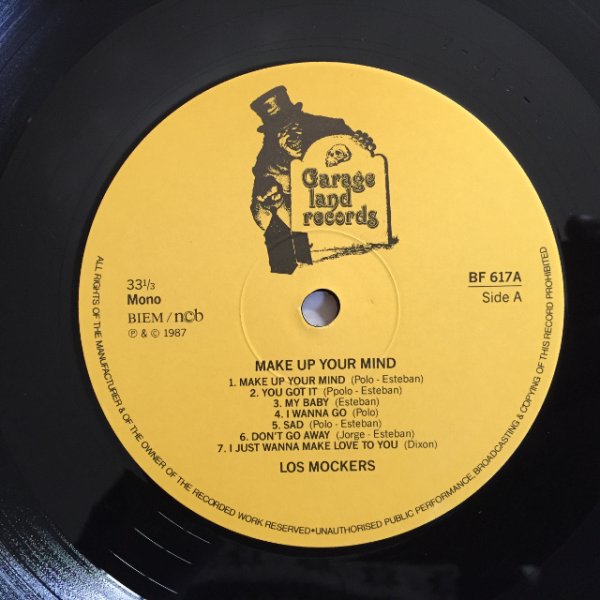 Garage
land
records
33 1/3
Mono
BIEM / ncb
℗ & © 1987
BF 617A
Side A
MAKE UP YOUR MIND
1. MAKE UP YOUR MIND (Polo - Esteban)
2. YOU GOT IT (Ppolo - Esteban)
3. MY BABY (Esteban)
4. I WANNA GO (Polo)
5. SAD (Polo - Esteban)
6. DON'T GO AWAY (Jorge - Esteban)
7. I JUST WANNA MAKE LOVE TO YOU (Dixon)
LOS MOCKERS
ALL RIGHTS OF THE MANUFACTURER & OF THE OWNER OF THE RECORDED WORK RESERVED•UNAUTHORISED PUBLIC PERFORMANCE BROADCASTING & COPYING OF THIS RECORD PROHIBITED